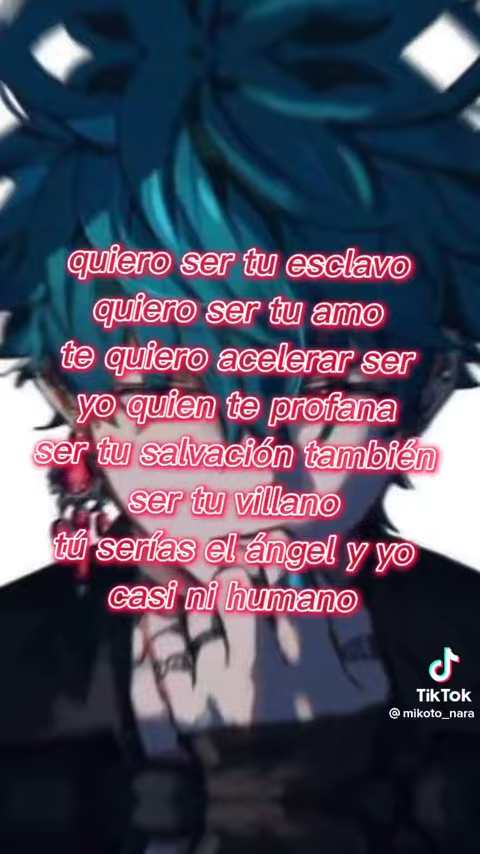 quiero ser tu esclavo
quiero ser tu amo
te quiero acelerar ser
yo quien te profana
ser tu salvación también
ser tu villano
tú serías el ángel y yo
casi ni humano
TikTok
@mikoto_nara